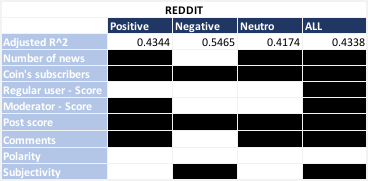 REDDIT
Positive Negative Neutro ALL
Adjusted R^2 0.4344 0.5465 0.4174 0.4338
Number of news
Coin's subscribers
Regular user - Score
Moderator - Score
Post score
Comments
Polarity
Subjectivity